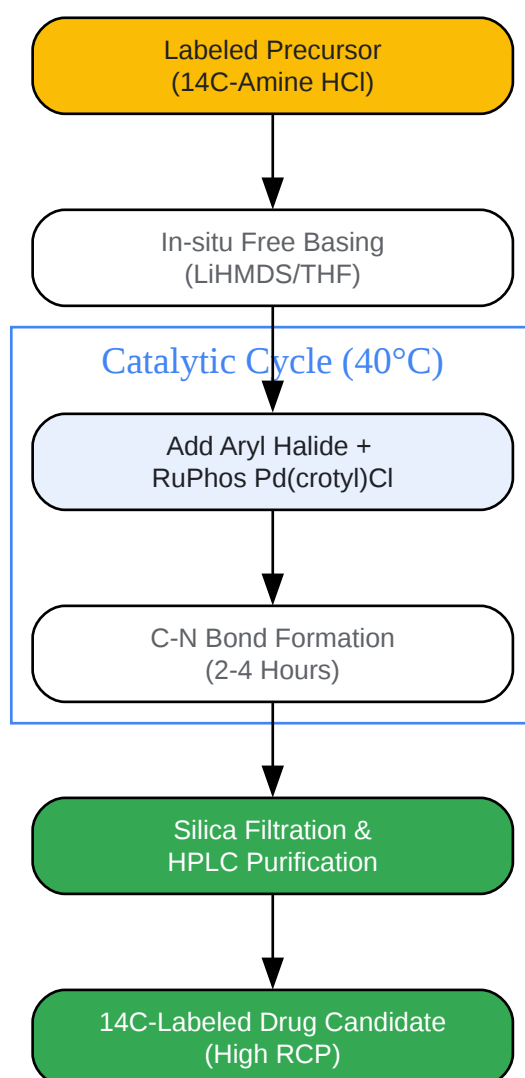 Labeled Precursor
(14C-Amine HCl)
In-situ Free Basing
(LiHMDS/THF)
Catalytic Cycle (40°C)
Add Aryl Halide +
RuPhos Pd(crotyl)Cl
C-N Bond Formation
(2-4 Hours)
Silica Filtration &
HPLC Purification
14C-Labeled Drug Candidate
(High RCP)